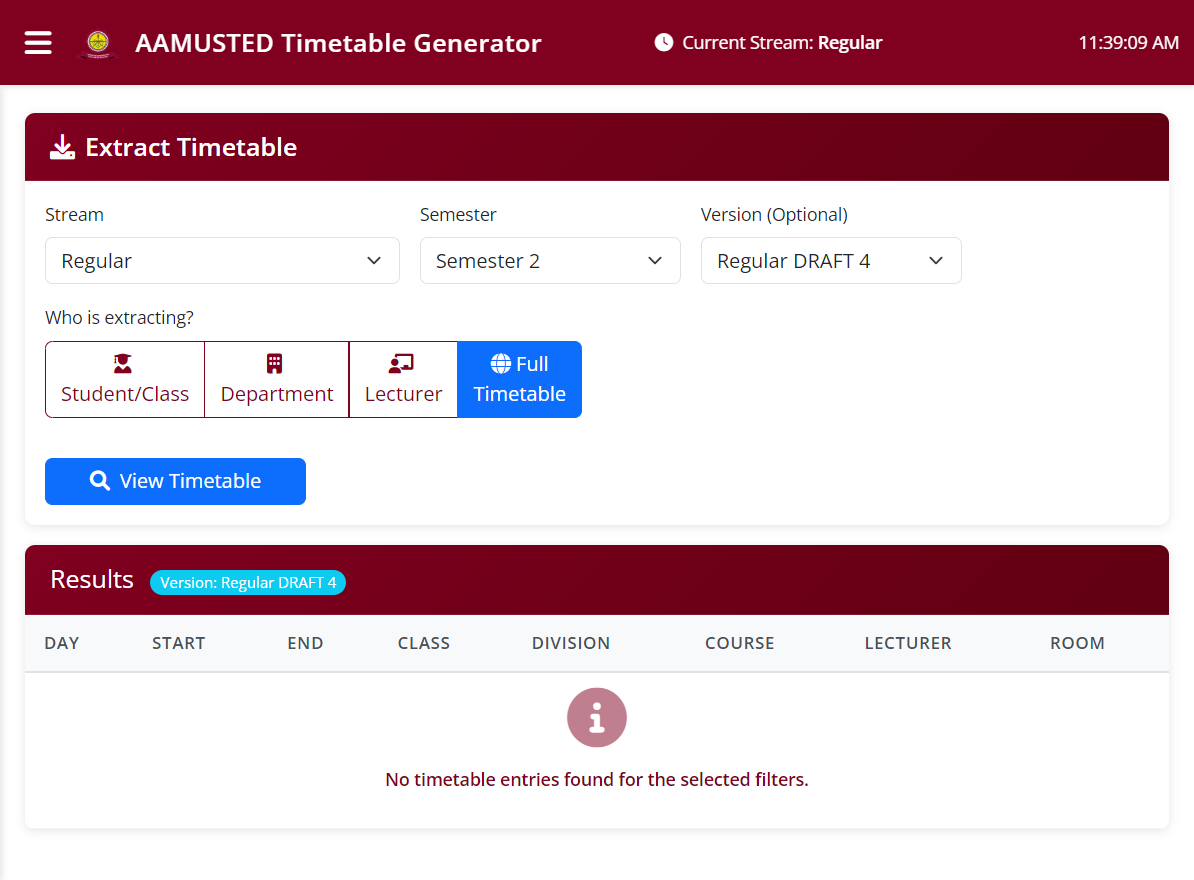 AAMUSTED Timetable Generator
Current Stream: Regular
11:39:09 AM
Extract Timetable
Stream
Semester
Version (Optional)
Regular
Semester 2
Regular DRAFT 4
Who is extracting?
Student/Class
Department
Lecturer
Full
Timetable
View Timetable
Results
Version: Regular DRAFT 4
DAY START END CLASS DIVISION COURSE LECTURER ROOM
No timetable entries found for the selected filters.